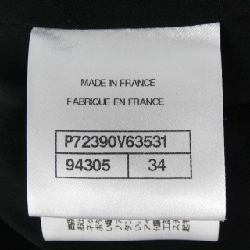 MADE IN FRANCE
FABRIQUE EN FRANCE
P72390V63531
94305 34